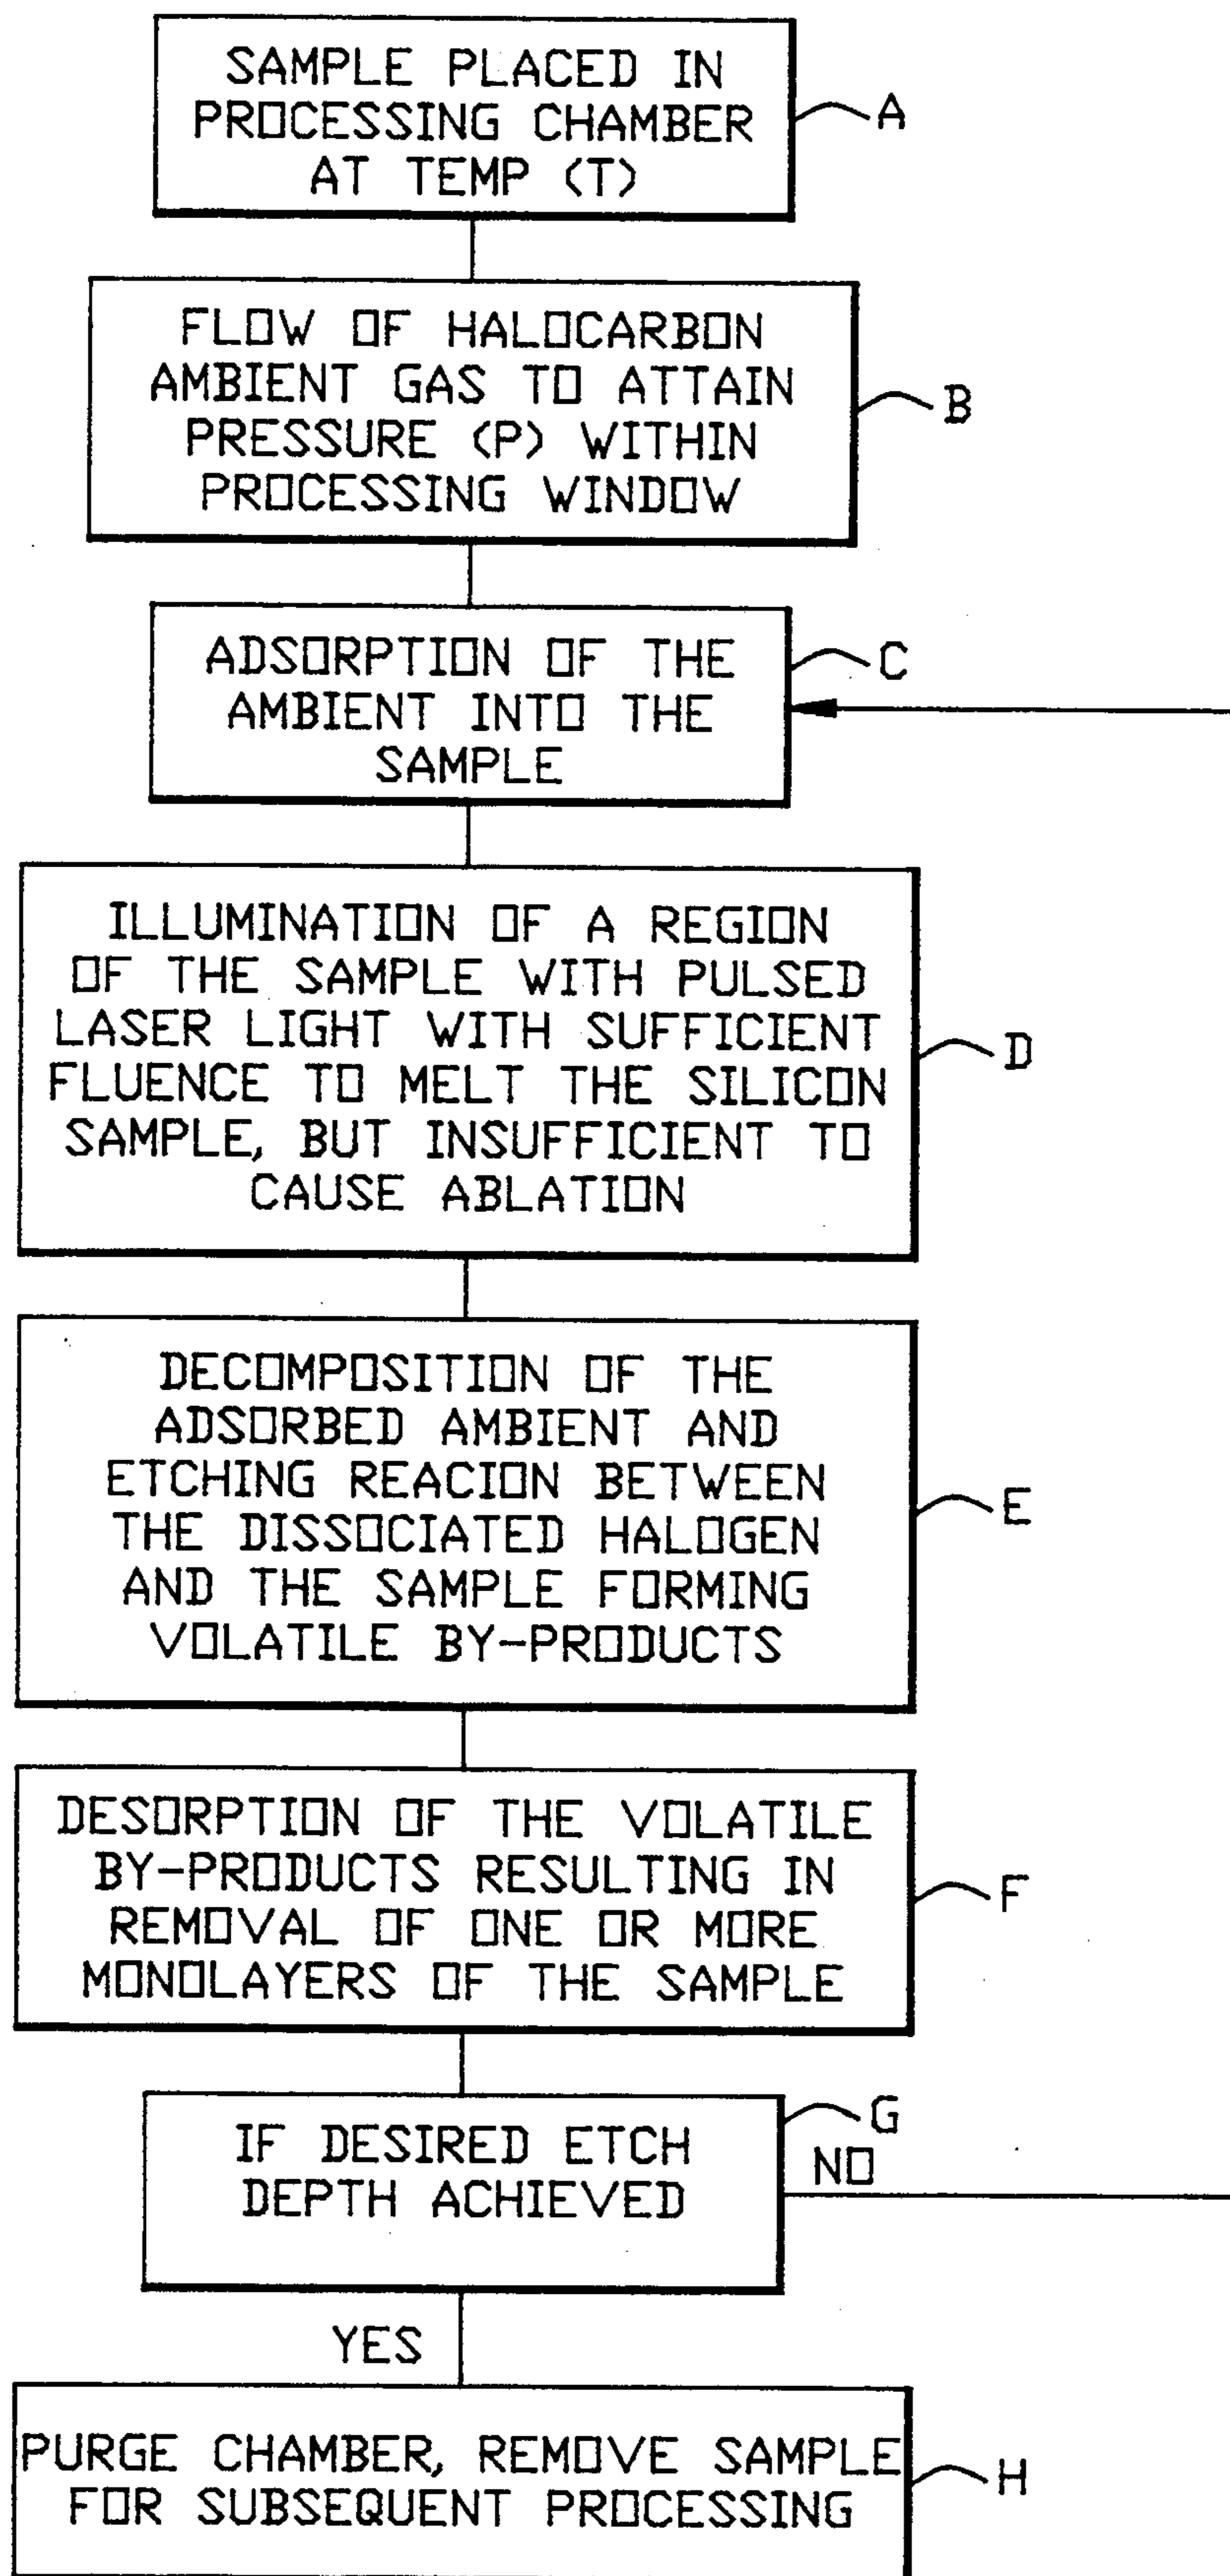 SAMPLE PLACED IN
PROCESSING CHAMBER
AT TEMP (T)
A
FLOW OF HALOCARBON
AMBIENT GAS TO ATTAIN
PRESSURE (P) WITHIN
PROCESSING WINDOW
B
ADSORPTION OF THE
AMBIENT INTO THE
SAMPLE
C
ILLUMINATION OF A REGION
OF THE SAMPLE WITH PULSED
LASER LIGHT WITH SUFFICIENT
FLUENCE TO MELT THE SILICON
SAMPLE, BUT INSUFFICIENT TO
CAUSE ABLATION
D
DECOMPOSITION OF THE
ADSORBED AMBIENT AND
ETCHING REACION BETWEEN
THE DISSOCIATED HALOGEN
AND THE SAMPLE FORMING
VOLATILE BY-PRODUCTS
E
DESORPTION OF THE VOLATILE
BY-PRODUCTS RESULTING IN
REMOVAL OF ONE OR MORE
MONOLAYERS OF THE SAMPLE
F
IF DESIRED ETCH
DEPTH ACHIEVED
G
NO
YES
PURGE CHAMBER, REMOVE SAMPLE
FOR SUBSEQUENT PROCESSING
H